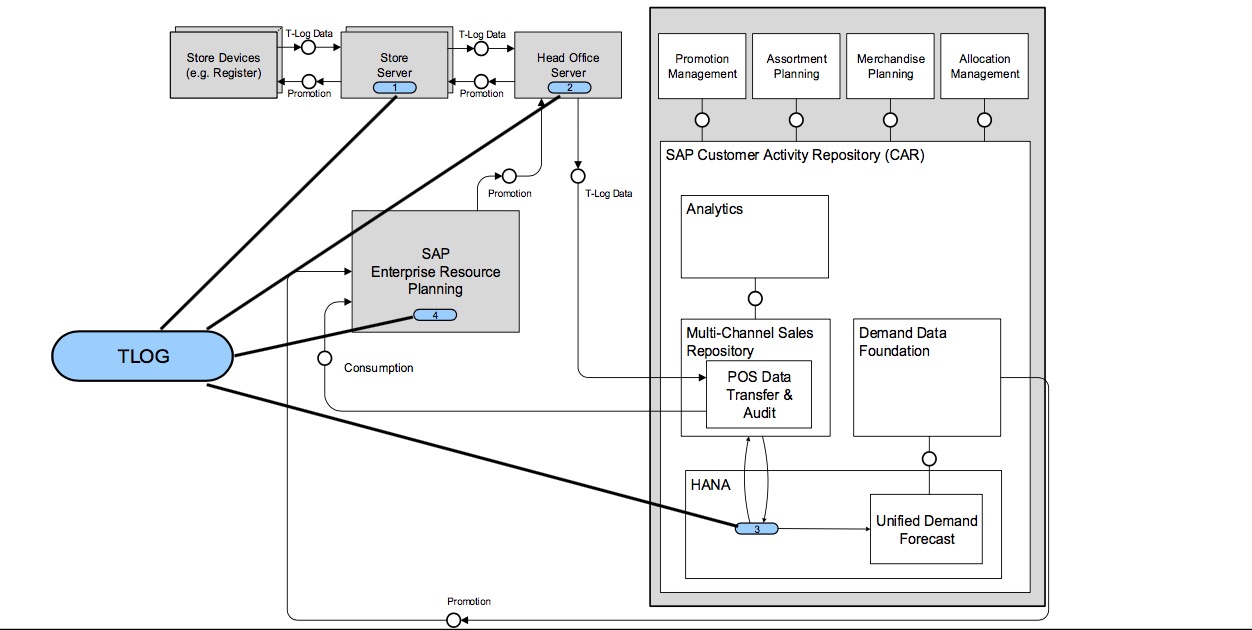 T-Log Data
T-Log Data
Store Devices
(e.g. Register)
Store
Server
1
Head Office
Server
2
Promotion
Promotion
Promotion
Management
Assortment
Planning
Merchandise
Planning
Allocation
Management
SAP Customer Activity Repository (CAR)
Promotion
T-Log Data
Analytics
SAP
Enterprise Resource
Planning
4
TLOG
Consumption
Multi-Channel Sales
Repository
POS Data
Transfer &
Audit
Demand Data
Foundation
HANA
3
Unified Demand
Forecast
Promotion